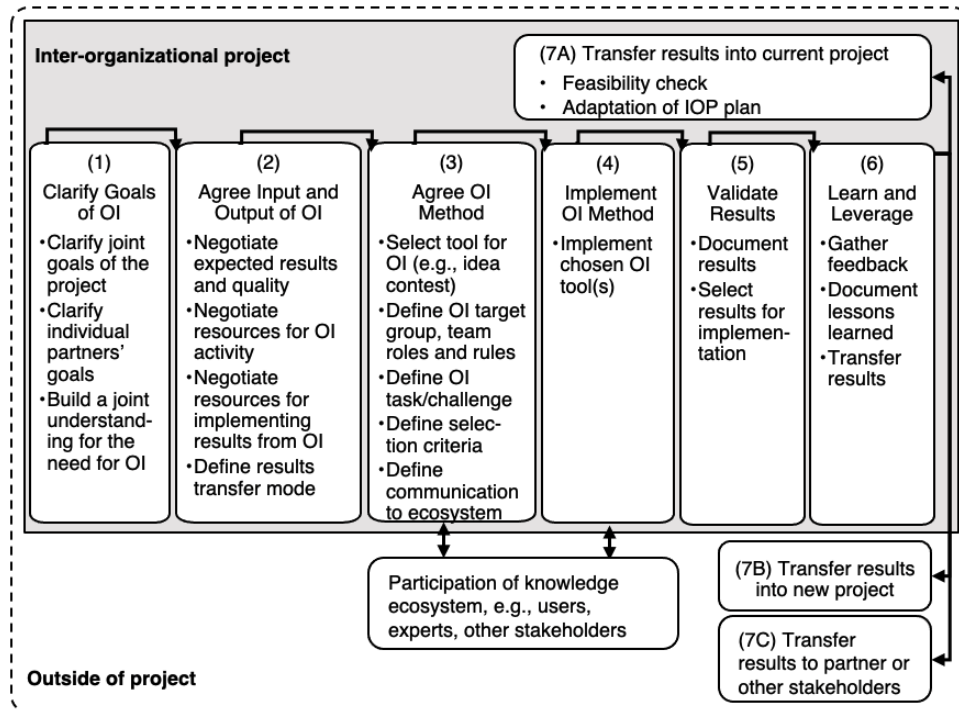 Inter-organizational project
(7A) Transfer results into current project
• Feasibility check
• Adaptation of IOP plan
(1)
Clarify Goals
of OI
•Clarify joint
goals of the
project
•Clarify
individual
partners'
goals
•Build a joint
understand-
ing for the
need for OI
(2)
Agree Input and
Output of OI
•Negotiate
expected results
and quality
•Negotiate
resources for OI
activity
•Negotiate
resources for
implementing
results from OI
•Define results
transfer mode
(3)
Agree OI
Method
•Select tool for
OI (e.g., idea
contest)
•Define OI target
group, team
roles and rules
•Define OI
task/challenge
•Define selec-
tion criteria
•Define
communication
to ecosystem
(4)
Implement
OI Method
•Implement
chosen OI
tool(s)
(5)
Validate
Results
•Document
results
•Select
results for
implemen-
tation
(6)
Learn and
Leverage
•Gather
feedback
•Document
lessons
learned
•Transfer
results
Participation of knowledge
ecosystem, e.g., users,
experts, other stakeholders
(7B) Transfer results
into new project
(7C) Transfer
results to partner or
other stakeholders
Outside of project